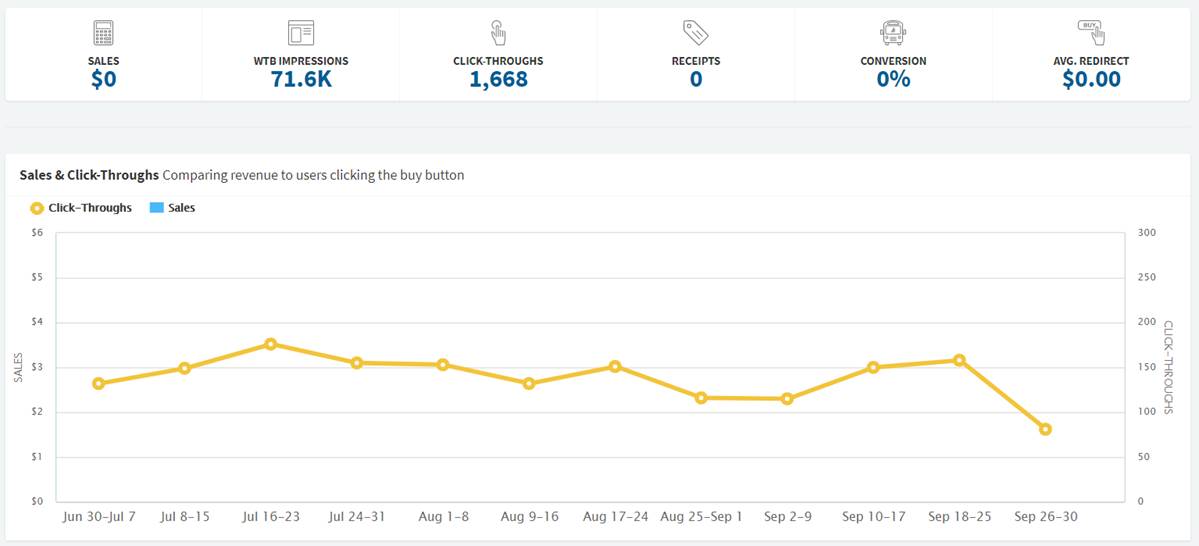 BUY
SALES WTB IMPRESSIONS CLICK-THROUGHS RECEIPTS CONVERSION AVG. REDIRECT
$0 71.6K 1,668 0 0% $0.00
Sales & Click-Throughs Comparing revenue to users clicking the buy button
Click-Throughs Sales
$6 300
$5 250
$4 200
$3 150
$2 100
$1 50
$0 0
SALES
CLICK-THROUGHS
Jun 30-Jul 7 Jul 8-15 Jul 16-23 Jul 24-31 Aug 1-8 Aug 9-16 Aug 17-24 Aug 25-Sep 1 Sep 2-9 Sep 10-17 Sep 18-25 Sep 26-30